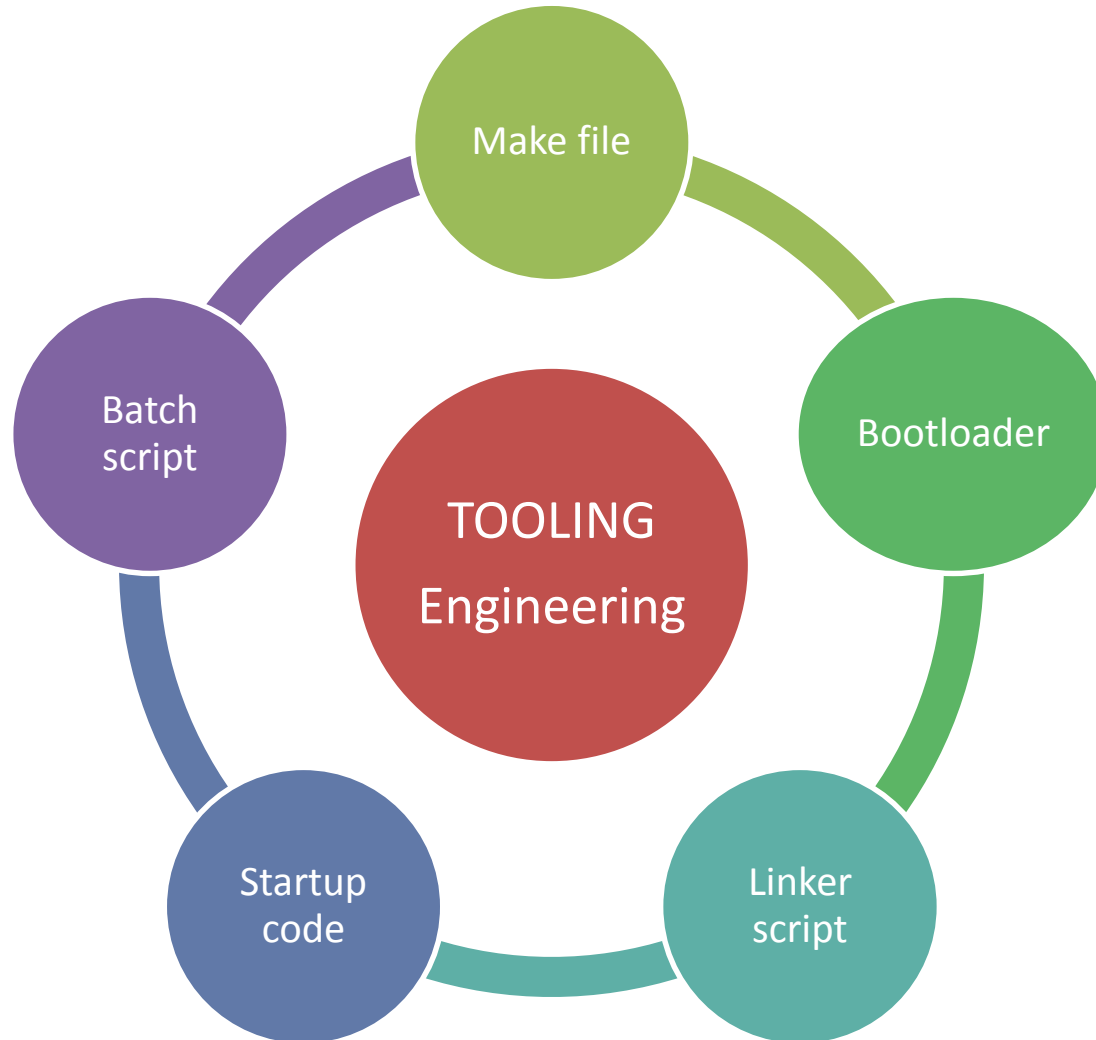 Make file
Bootloader
Linker
script
Startup
code
Batch
script
TOOLING
Engineering